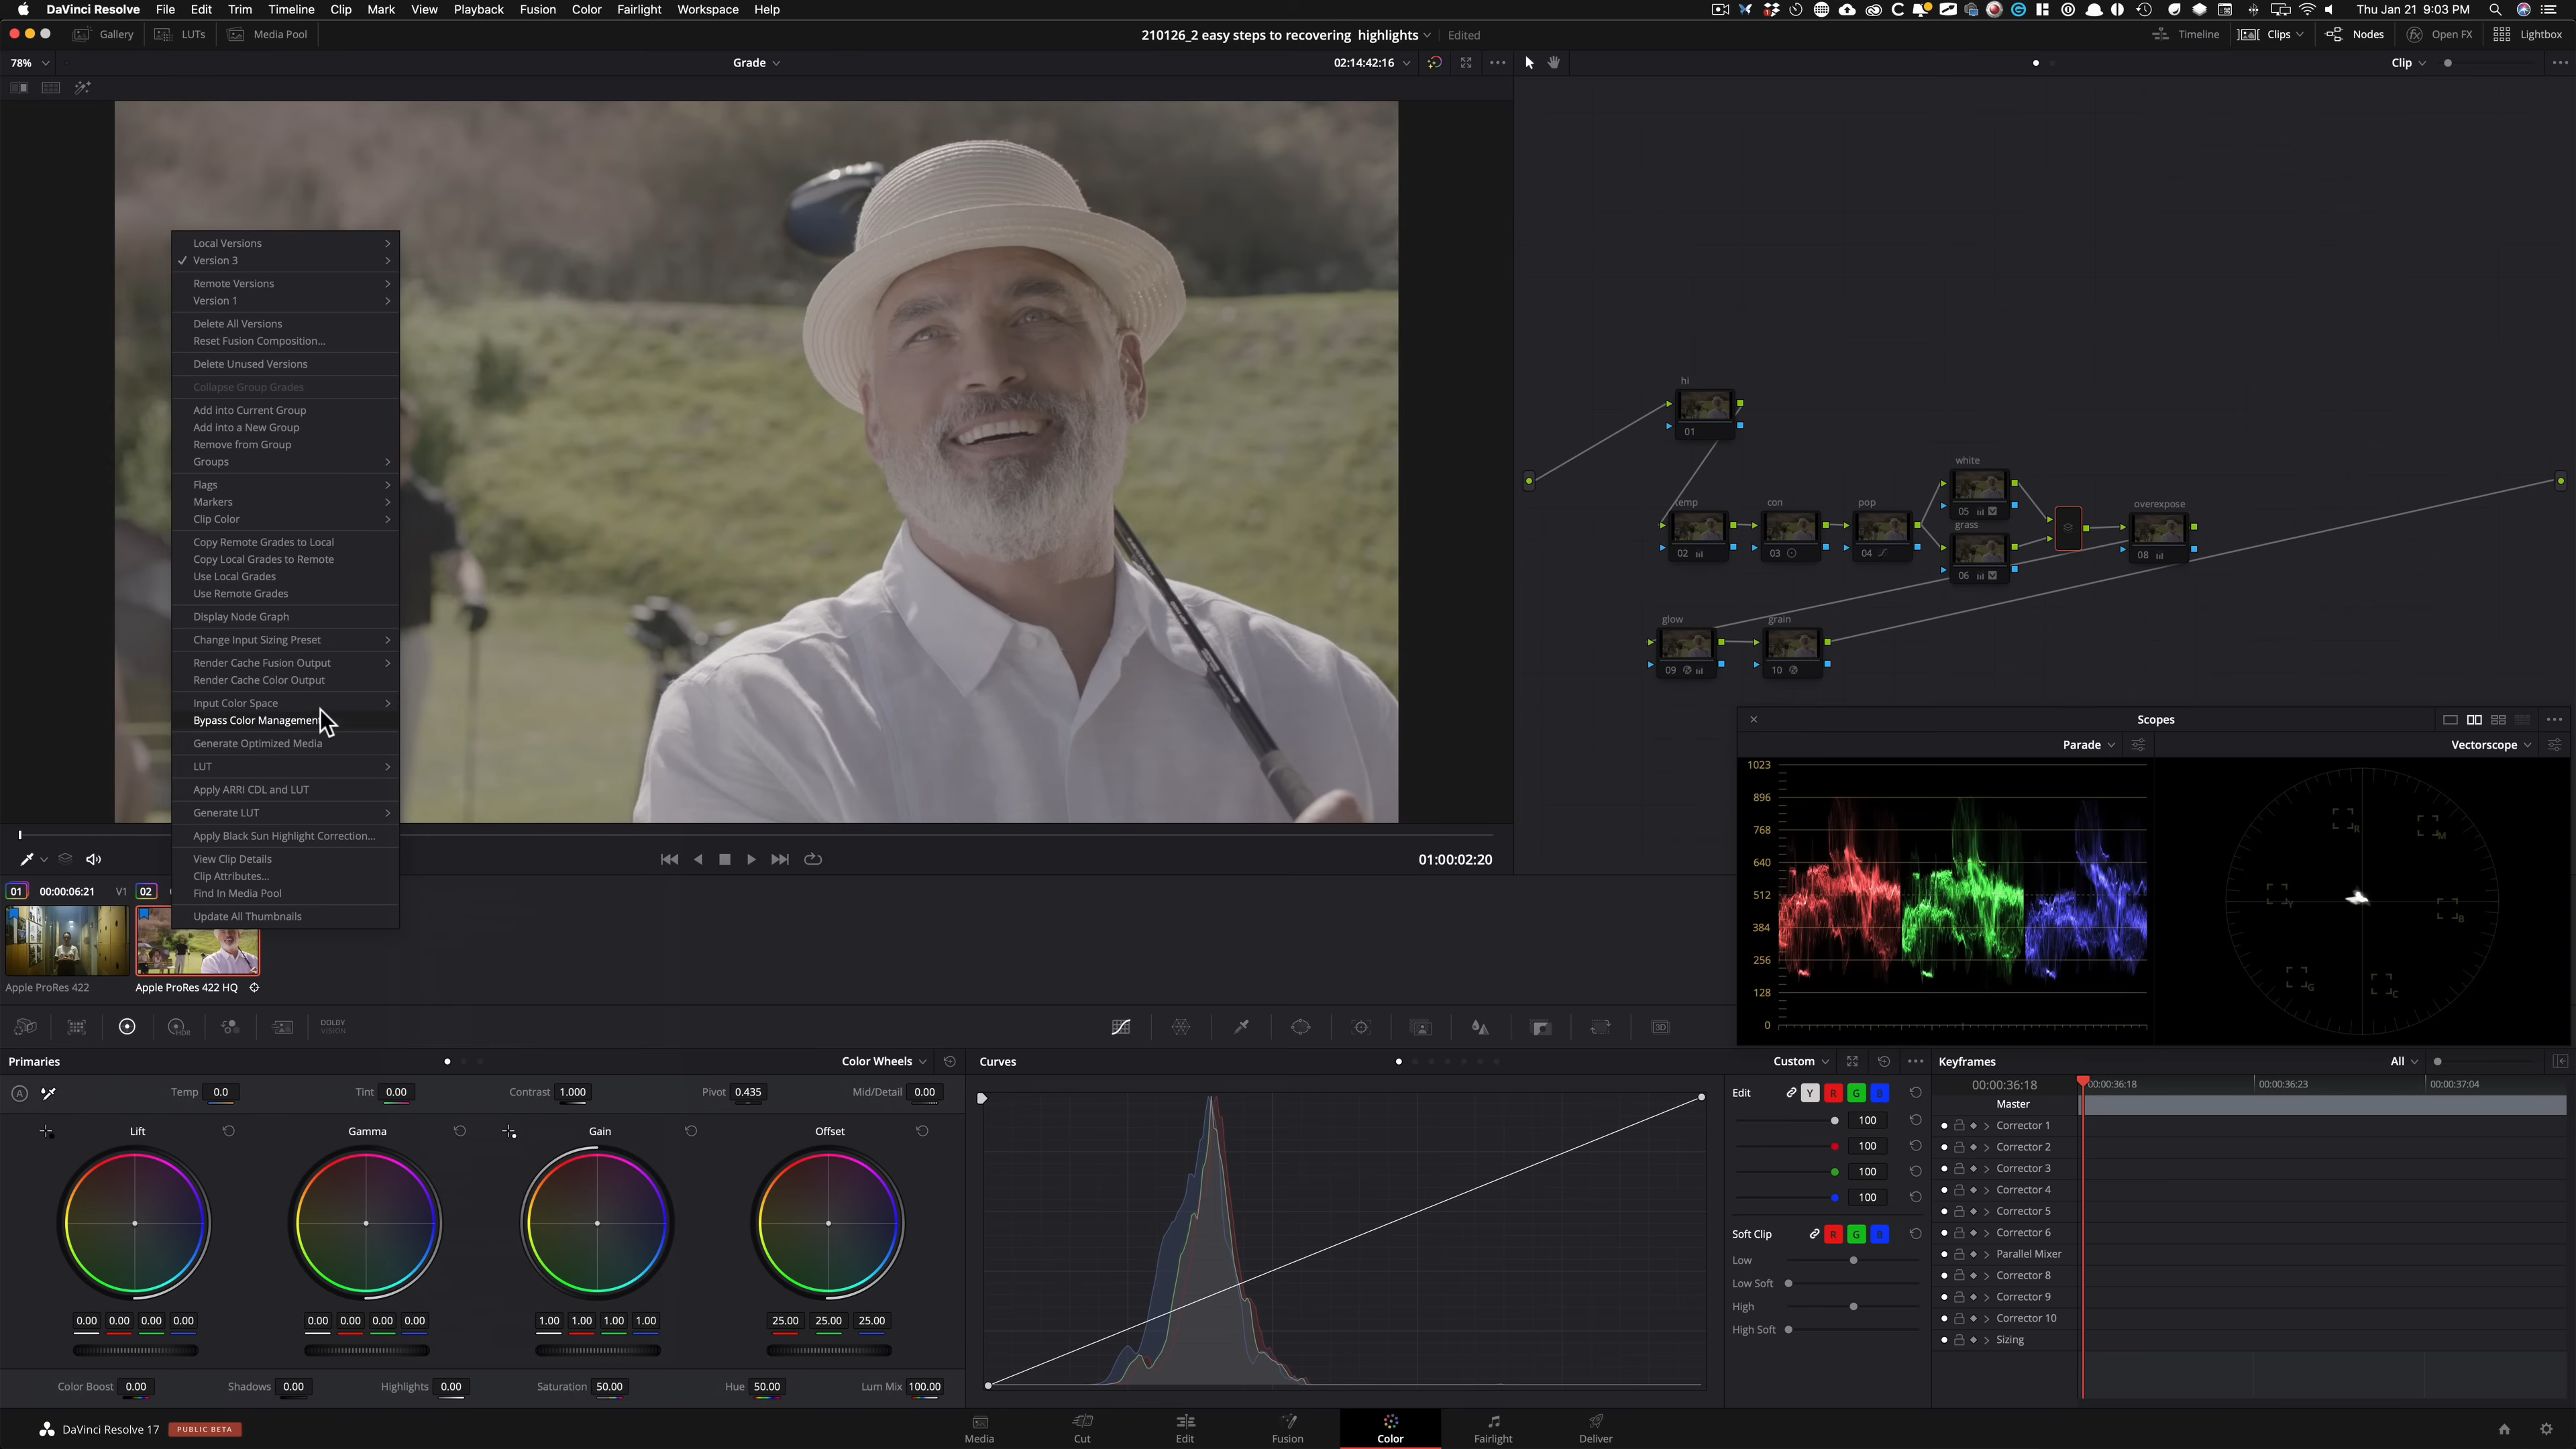 DaVinci Resolve File Edit Trim Timeline Clip Mark View Playback Fusion Color Fairlight Workspace Help Thu Jan 21 9:03 PM
Gallery LUTs Media Pool 210126_2 easy steps to recovering highlights Edited Timeline Clips Nodes Open FX Lightbox
78% Grade 02:14:42:16 Clip
Local Versions
Version 3
Remote Versions
Version 1
Delete All Versions
Reset Fusion Composition...
Delete Unused Versions
Collapse Group Grades
Add into Current Group
Add into a New Group
Remove from Group
Groups
Flags
Markers
Clip Color
Copy Remote Grades to Local
Copy Local Grades to Remote
Use Local Grades
Use Remote Grades
Display Node Graph
Change Input Sizing Preset
Render Cache Fusion Output
Render Cache Color Output
Input Color Space
Bypass Color Management
Generate Optimized Media
LUT
Apply ARRI CDL and LUT
Generate LUT
Apply Black Sun Highlight Correction...
View Clip Details
Clip Attributes...
Find In Media Pool
Update All Thumbnails
hi
01
white
05
temp con pop grass overexpose
02 03 04 06 08
glow grain
09 10
Scopes
Parade Vectorscope
1023
896
768
640
512
384
256
128
0
R M
Y B
G C
01:00:02:20
01 00:00:06:21 V1 02
Apple ProRes 422 Apple ProRes 422 HQ
HDR DOLBY VISION 3D
Primaries Color Wheels Curves Custom Keyframes All
A Temp 0.0 Tint 0.00 Contrast 1.000 Pivot 0.435 Mid/Detail 0.00
Lift Gamma Gain Offset
0.00 0.00 0.00 0.00 0.00 0.00 0.00 0.00 1.00 1.00 1.00 1.00 25.00 25.00 25.00
Color Boost 0.00 Shadows 0.00 Highlights 0.00 Saturation 50.00 Hue 50.00 Lum Mix 100.00
Edit Y R G B
100
100
100
100
Soft Clip R G B
Low
Low Soft
High
High Soft
00:00:36:18 00:00:36:18 00:00:36:23 00:00:37:04
Master
Corrector 1
Corrector 2
Corrector 3
Corrector 4
Corrector 5
Corrector 6
Parallel Mixer
Corrector 8
Corrector 9
Corrector 10
Sizing
DaVinci Resolve 17 PUBLIC BETA Media Cut Edit Fusion Color Fairlight Deliver